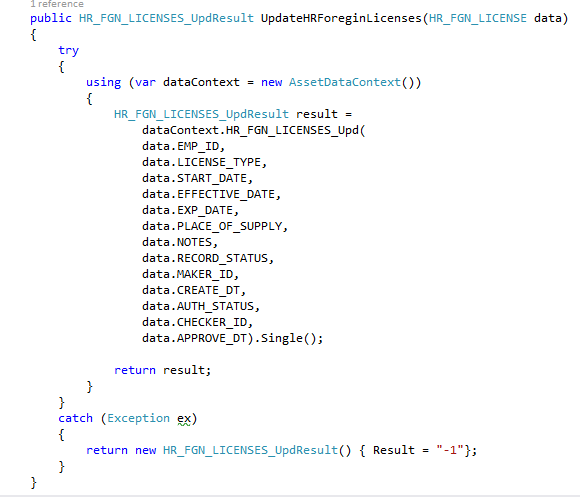 1 reference
public HR_FGN_LICENSES_UpdResult UpdateHRForeginLicenses(HR_FGN_LICENSE data)
{
try
{
using (var dataContext = new AssetDataContext())
{
HR_FGN_LICENSES_UpdResult result =
dataContext.HR_FGN_LICENSES_Upd(
data.EMP_ID,
data.LICENSE_TYPE,
data.START_DATE,
data.EFFECTIVE_DATE,
data.EXP_DATE,
data.PLACE_OF_SUPPLY,
data.NOTES,
data.RECORD_STATUS,
data.MAKER_ID,
data.CREATE_DT,
data.AUTH_STATUS,
data.CHECKER_ID,
data.APPROVE_DT).Single();
return result;
}
}
catch (Exception ex)
{
return new HR_FGN_LICENSES_UpdResult() { Result = "-1"};
}
}